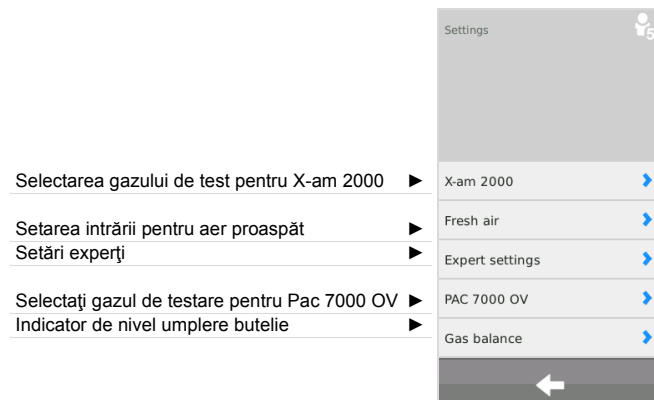 Settings
5
Selectarea gazului de test pentru X-am 2000 ► X-am 2000
Setarea intrării pentru aer proaspăt ► Fresh air
Setări experţi ► Expert settings
Selectaţi gazul de testare pentru Pac 7000 OV ► PAC 7000 OV
Indicator de nivel umplere butelie ► Gas balance